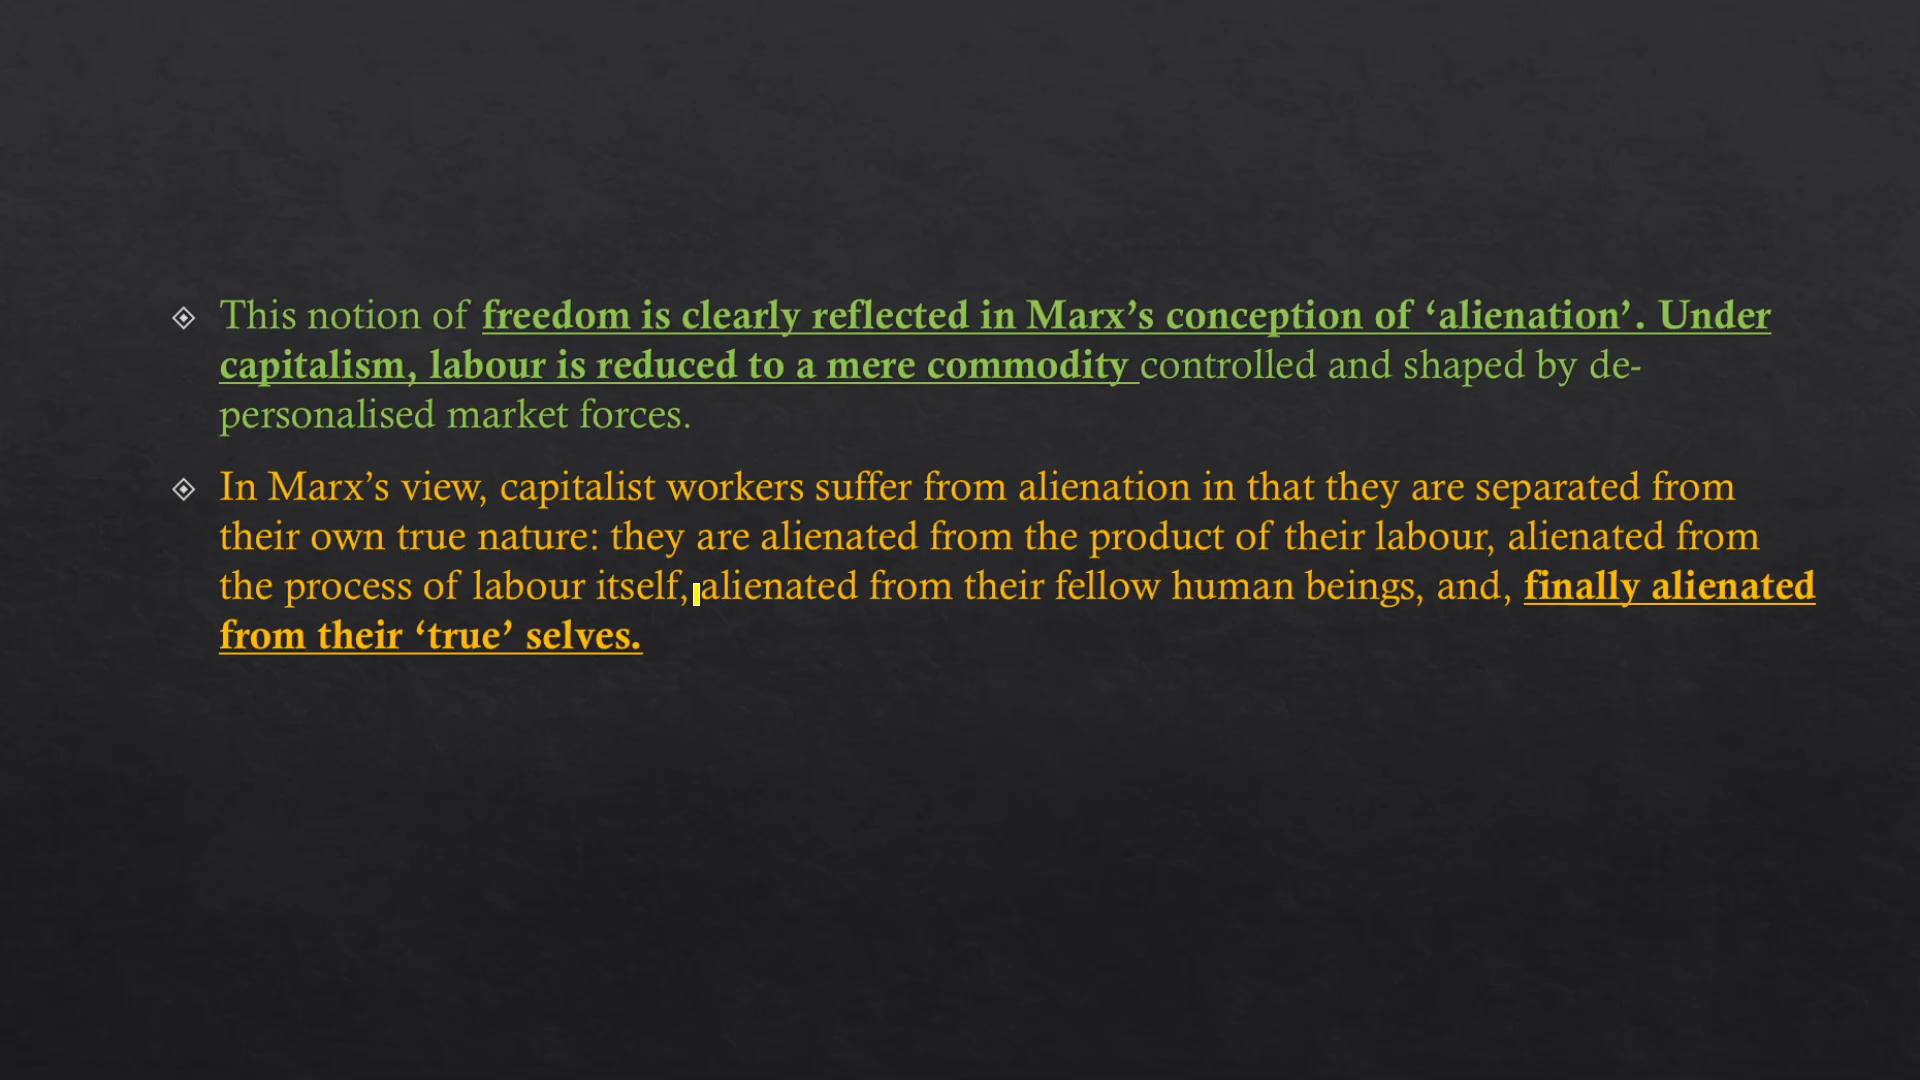 This notion of freedom is clearly reflected in Marx’s conception of ‘alienation’. Under
capitalism, labour is reduced to a mere commodity controlled and shaped by de-
personalised market forces.
In Marx’s view, capitalist workers suffer from alienation in that they are separated from
their own true nature: they are alienated from the product of their labour, alienated from
the process of labour itself, alienated from their fellow human beings, and, finally alienated
from their ‘true’ selves.